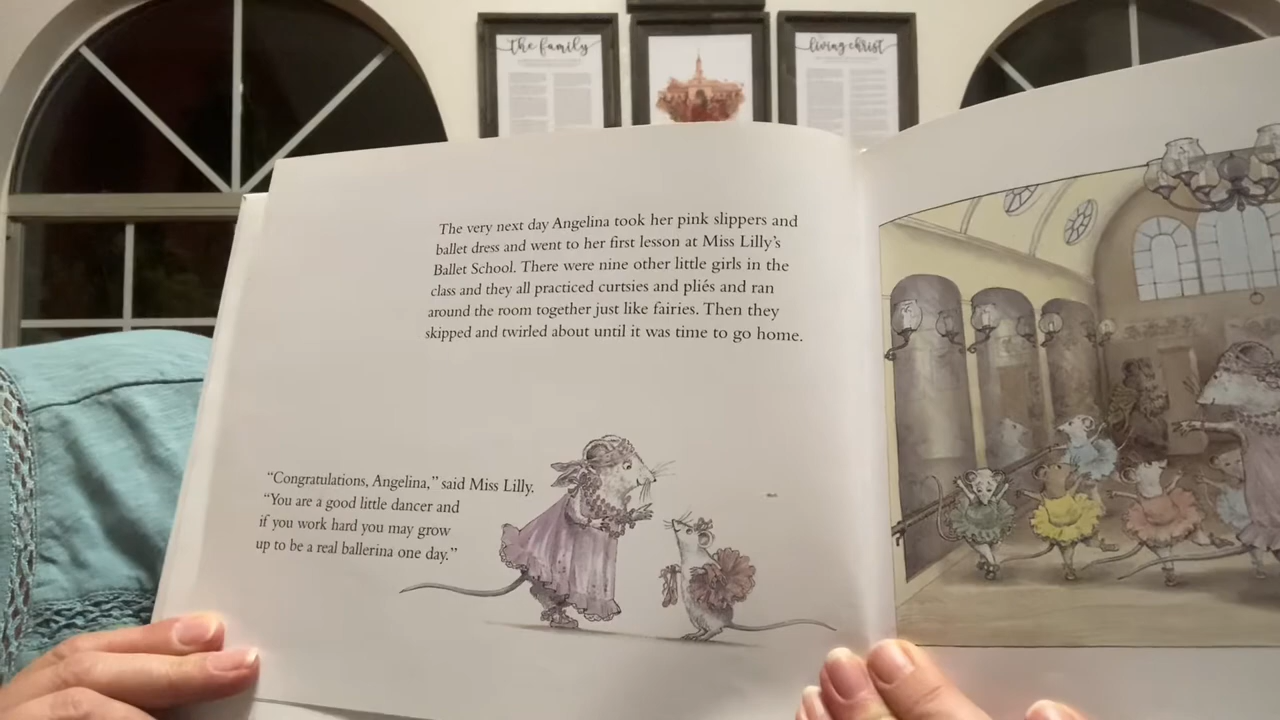 the family
living christ
The very next day Angelina took her pink slippers and
ballet dress and went to her first lesson at Miss Lilly's
Ballet School. There were nine other little girls in the
class and they all practiced curtsies and pliés and ran
around the room together just like fairies. Then they
skipped and twirled about until it was time to go home.
"Congratulations, Angelina," said Miss Lilly.
"You are a good little dancer and
if you work hard you may grow
up to be a real ballerina one day."